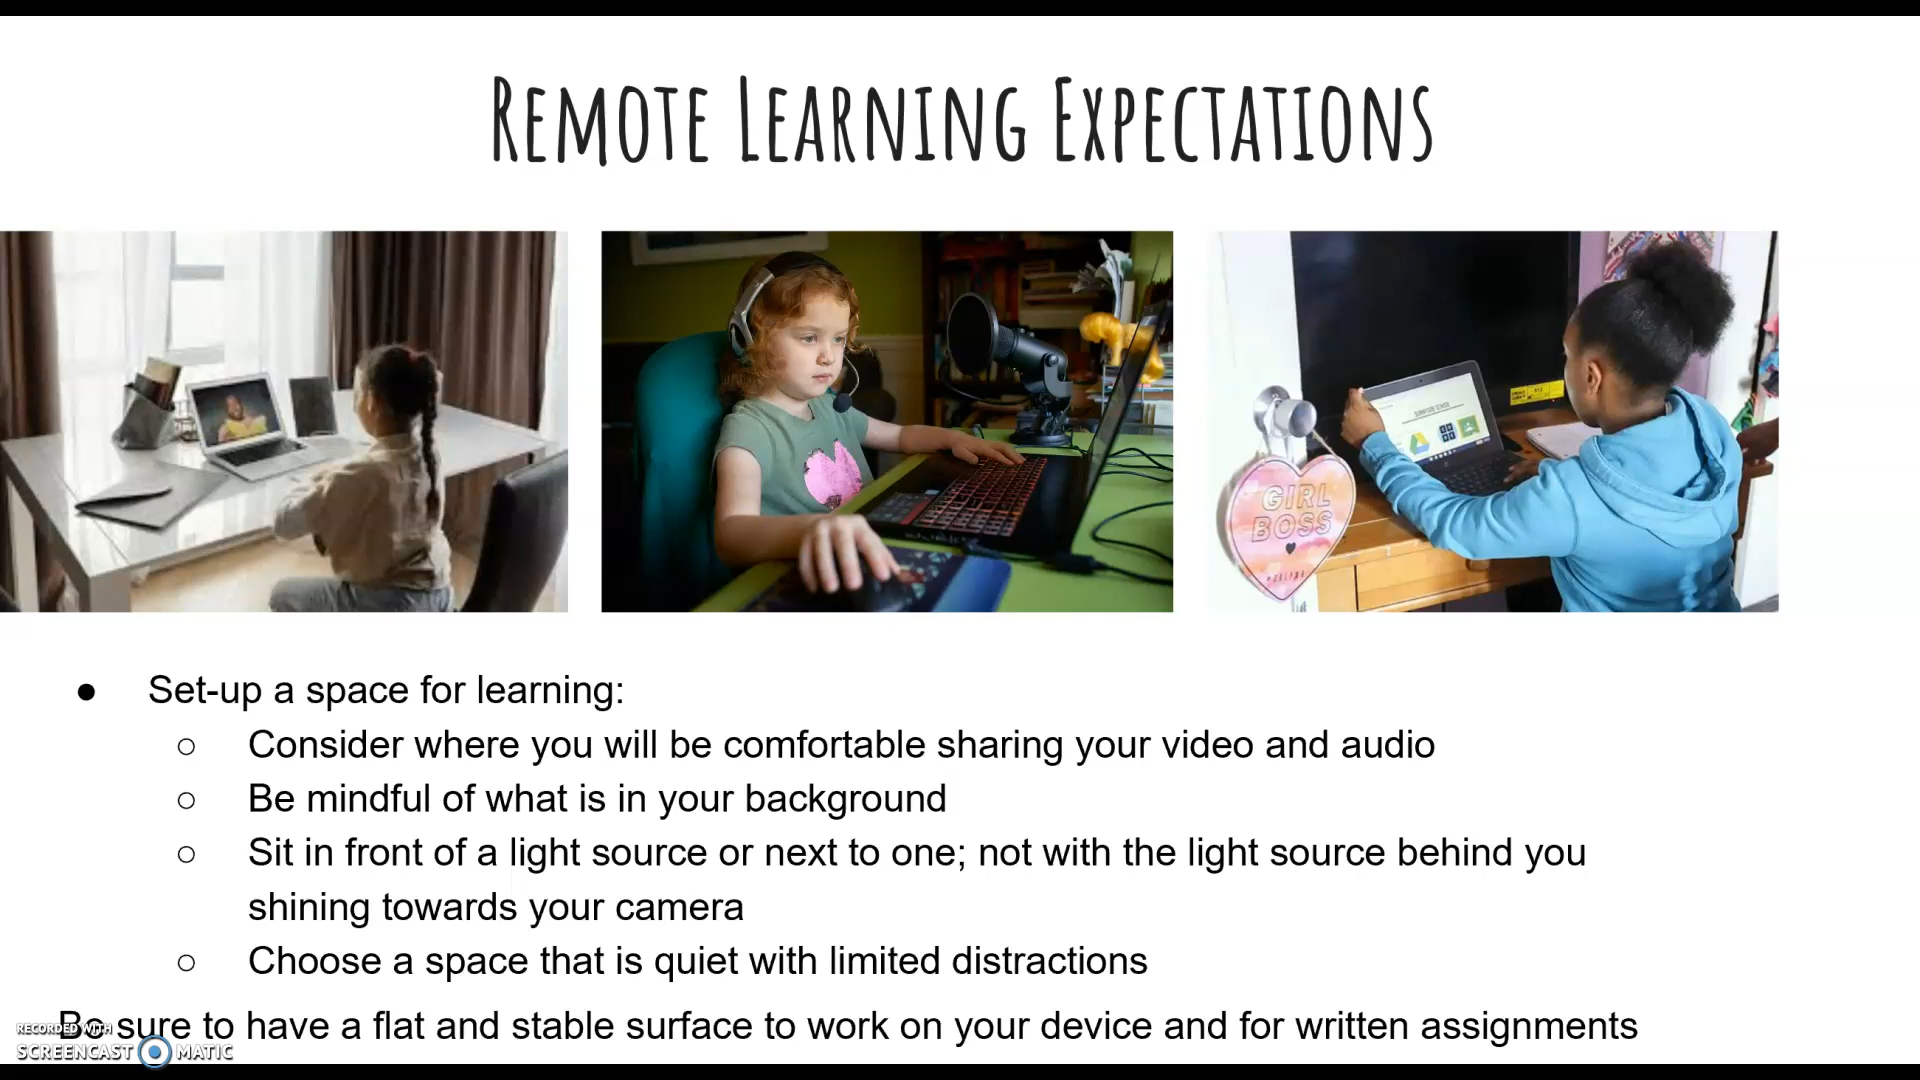 Remote Learning Expectations
GIRL
BOSS
● Set-up a space for learning:
○ Consider where you will be comfortable sharing your video and audio
○ Be mindful of what is in your background
○ Sit in front of a light source or next to one; not with the light source behind you
shining towards your camera
○ Choose a space that is quiet with limited distractions
Be sure to have a flat and stable surface to work on your device and for written assignments
RECORDED WITH
SCREENCAST MATIC